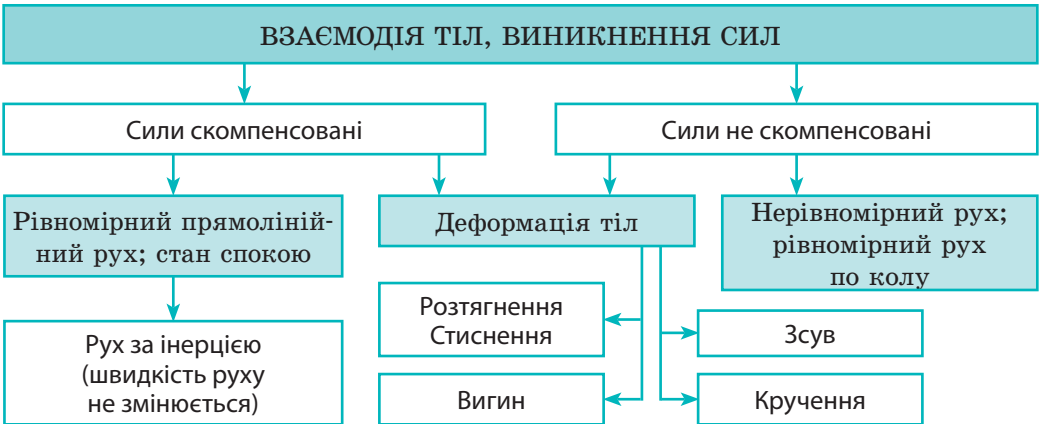 ВЗАЄМОДІЯ ТІЛ, ВИНИКНЕННЯ СИЛ
Сили скомпенсовані
Сили не скомпенсовані
Рівномірний прямоліній-
ний рух; стан спокою
Деформація тіл
Нерівномірний рух;
рівномірний рух
по колу
Рух за інерцією
(швидкість руху
не змінюється)
Розтягнення
Стиснення
Зсув
Вигин
Кручення